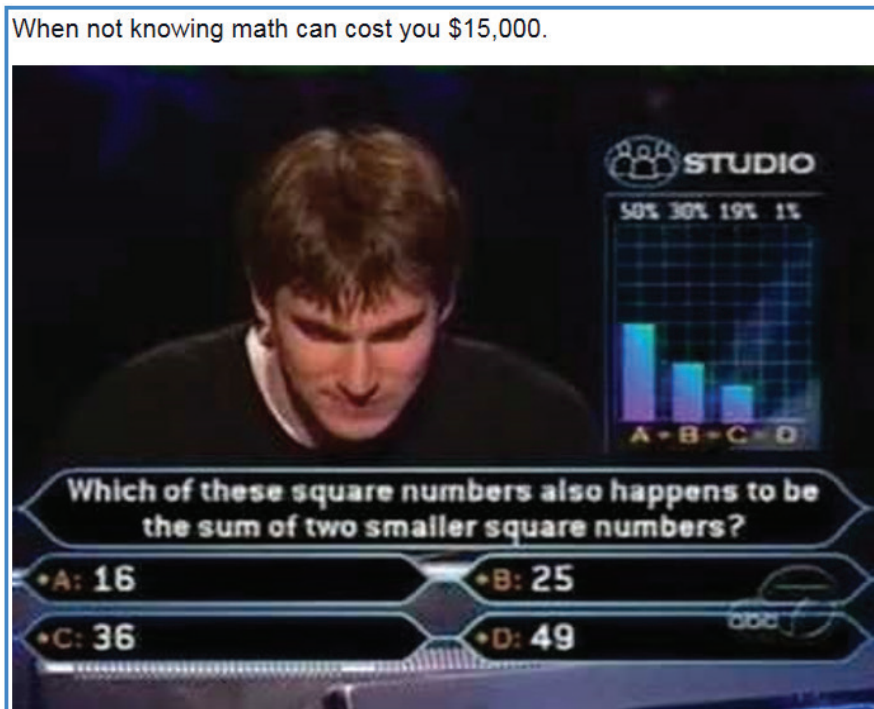 When not knowing math can cost you $15,000.
STUDIO
50% 30% 19% 1%
A B C D
Which of these square numbers also happens to be
the sum of two smaller square numbers?
A: 16
B: 25
C: 36
D: 49
abc 7